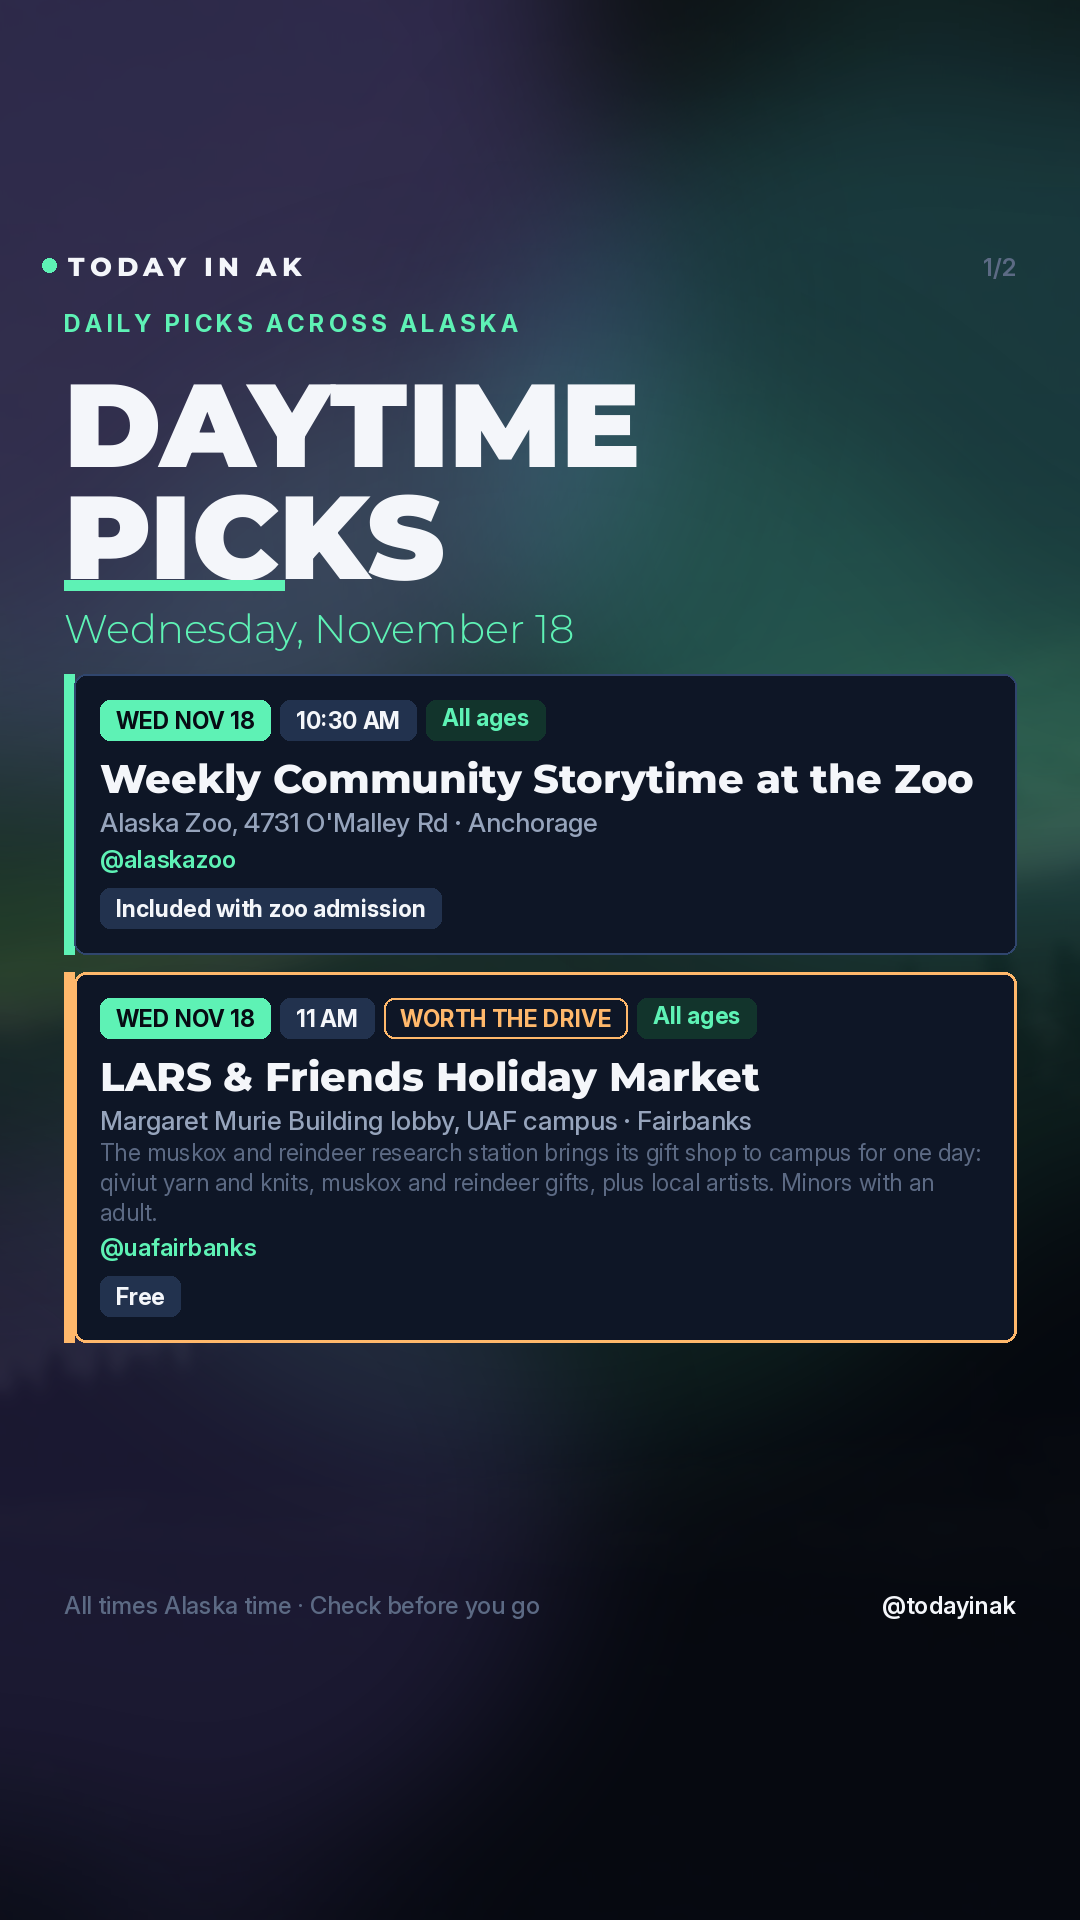 TODAY IN AK
1/2
DAILY PICKS ACROSS ALASKA
DAYTIME
PICKS
Wednesday, November 18
WED NOV 18 10:30 AM All ages
Weekly Community Storytime at the Zoo
Alaska Zoo, 4731 O'Malley Rd · Anchorage
@alaskazoo
Included with zoo admission
WED NOV 18 11 AM WORTH THE DRIVE All ages
LARS & Friends Holiday Market
Margaret Murie Building lobby, UAF campus · Fairbanks
The muskox and reindeer research station brings its gift shop to campus for one day:
qiviut yarn and knits, muskox and reindeer gifts, plus local artists. Minors with an
adult.
@uafairbanks
Free
All times Alaska time · Check before you go
@todayinak